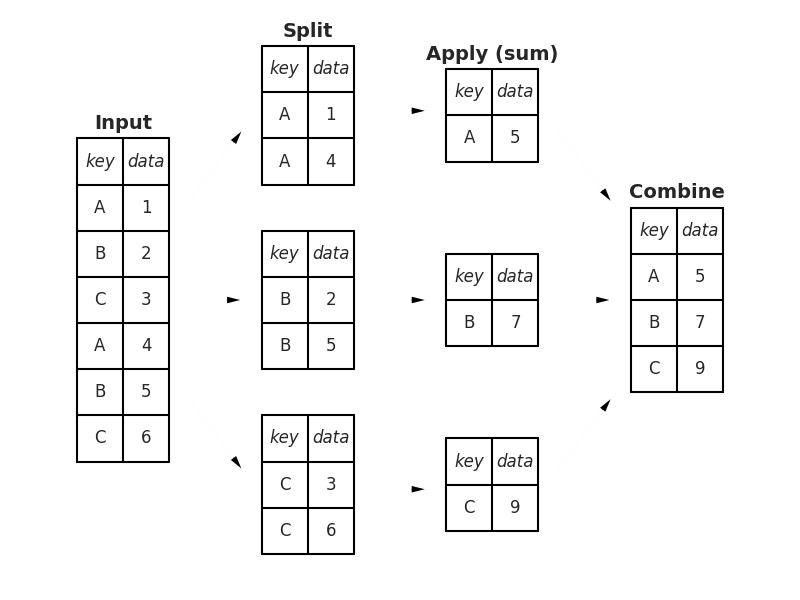 Input
key data
A 1
B 2
C 3
A 4
B 5
C 6
Split
key data
A 1
A 4
key data
B 2
B 5
key data
C 3
C 6
Apply (sum)
key data
A 5
key data
B 7
key data
C 9
Combine
key data
A 5
B 7
C 9